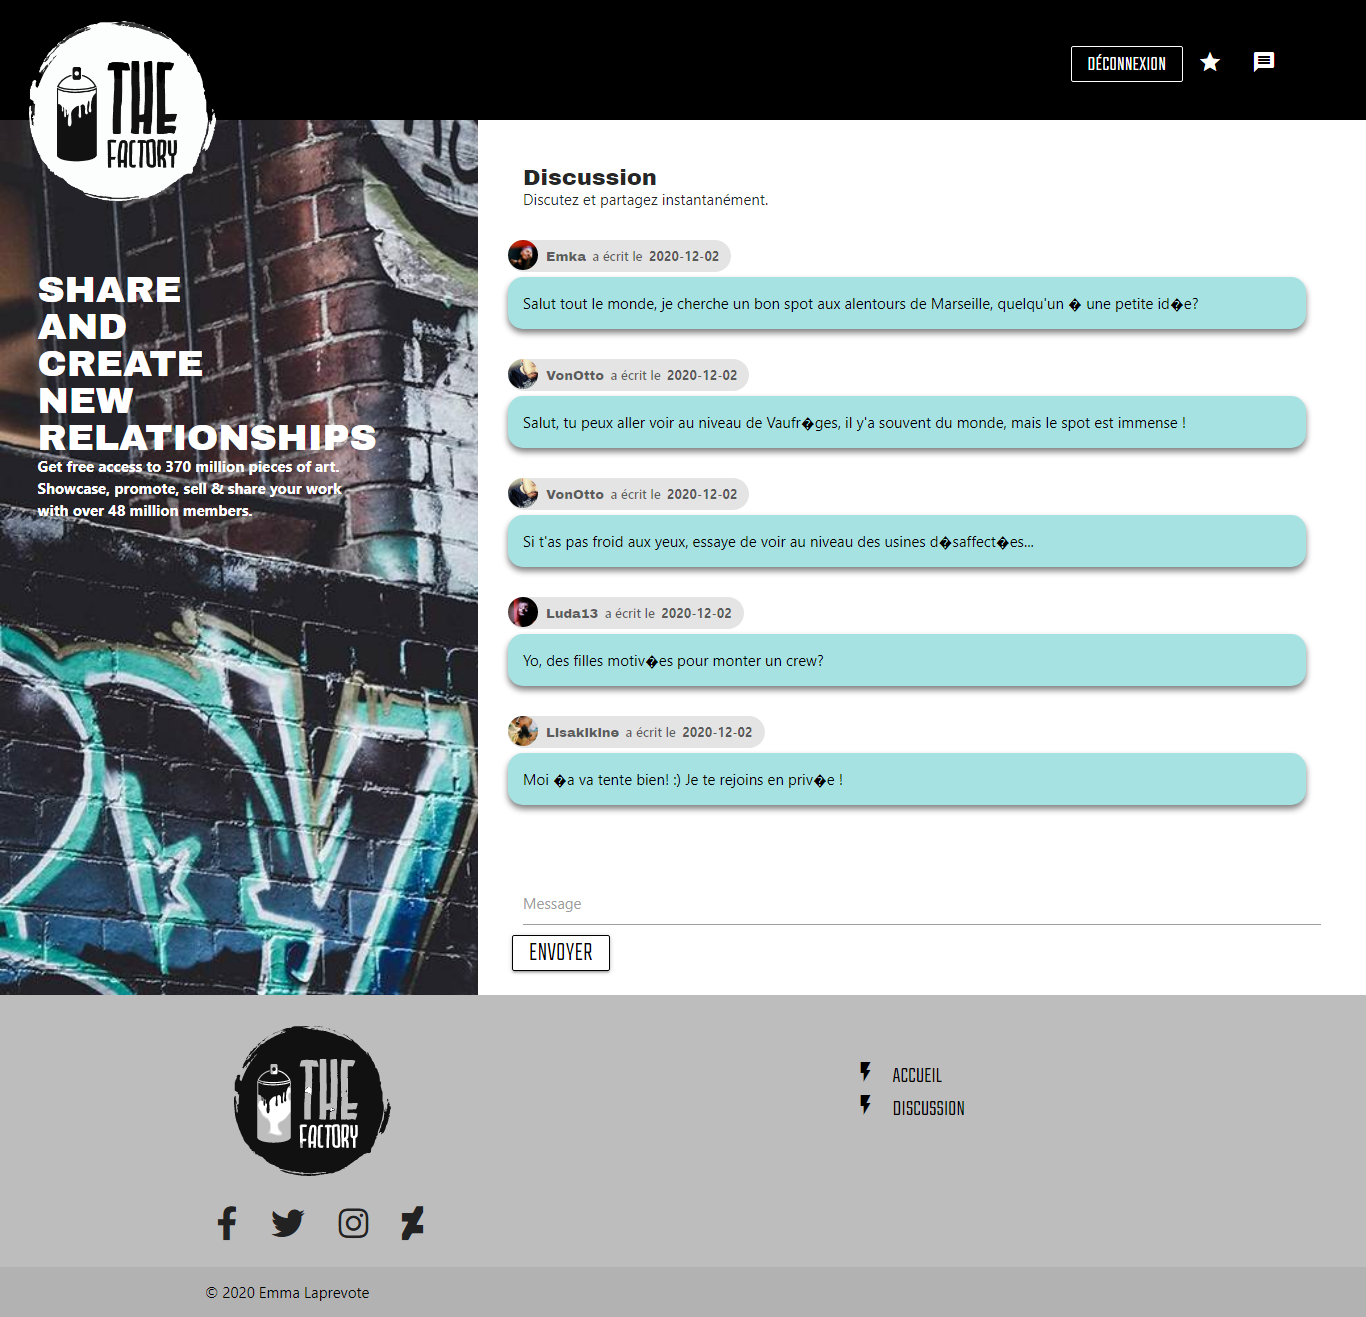 THE
FACTORY
DÉCONNEXION
SHARE
AND
CREATE
NEW
RELATIONSHIPS
Get free access to 370 million pieces of art.
Showcase, promote, sell & share your work
with over 48 million members.
Discussion
Discutez et partagez instantanément.
Emka a écrit le 2020-12-02
Salut tout le monde, je cherche un bon spot aux alentours de Marseille, quelqu'un � une petite id�e?
VonOtto a écrit le 2020-12-02
Salut, tu peux aller voir au niveau de Vaufr�ges, il y'a souvent du monde, mais le spot est immense !
VonOtto a écrit le 2020-12-02
Si t'as pas froid aux yeux, essaye de voir au niveau des usines d�saffect�es...
Luda13 a écrit le 2020-12-02
Yo, des filles motiv�es pour monter un crew?
Lisakikine a écrit le 2020-12-02
Moi �a va tente bien! :) Je te rejoins en priv�e !
Message
ENVOYER
THE
FACTORY
ACCUEIL
DISCUSSION
© 2020 Emma Laprevote